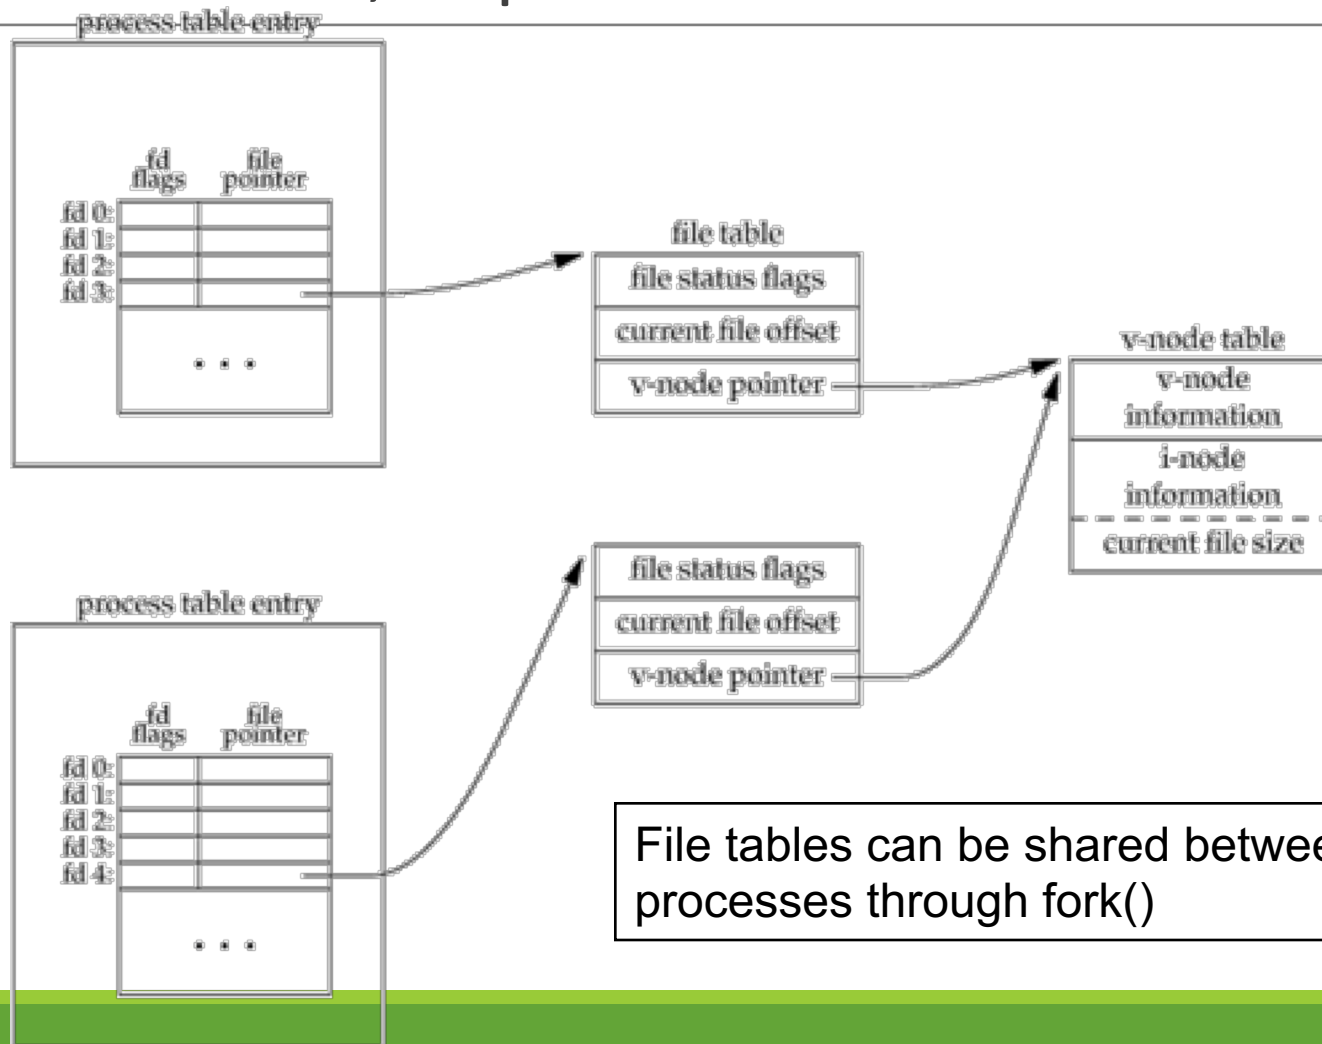 process table entry
fd file
flags pointer
fd 0:
fd 1:
fd 2:
fd 3:
. . .
file table
file status flags
current file offset
v-node pointer
v-node table
v-node
information
i-node
information
current file size
process table entry
fd file
flags pointer
fd 0:
fd 1:
fd 2:
fd 3:
fd 4:
. . .
file status flags
current file offset
v-node pointer
File tables can be shared betwee
processes through fork()